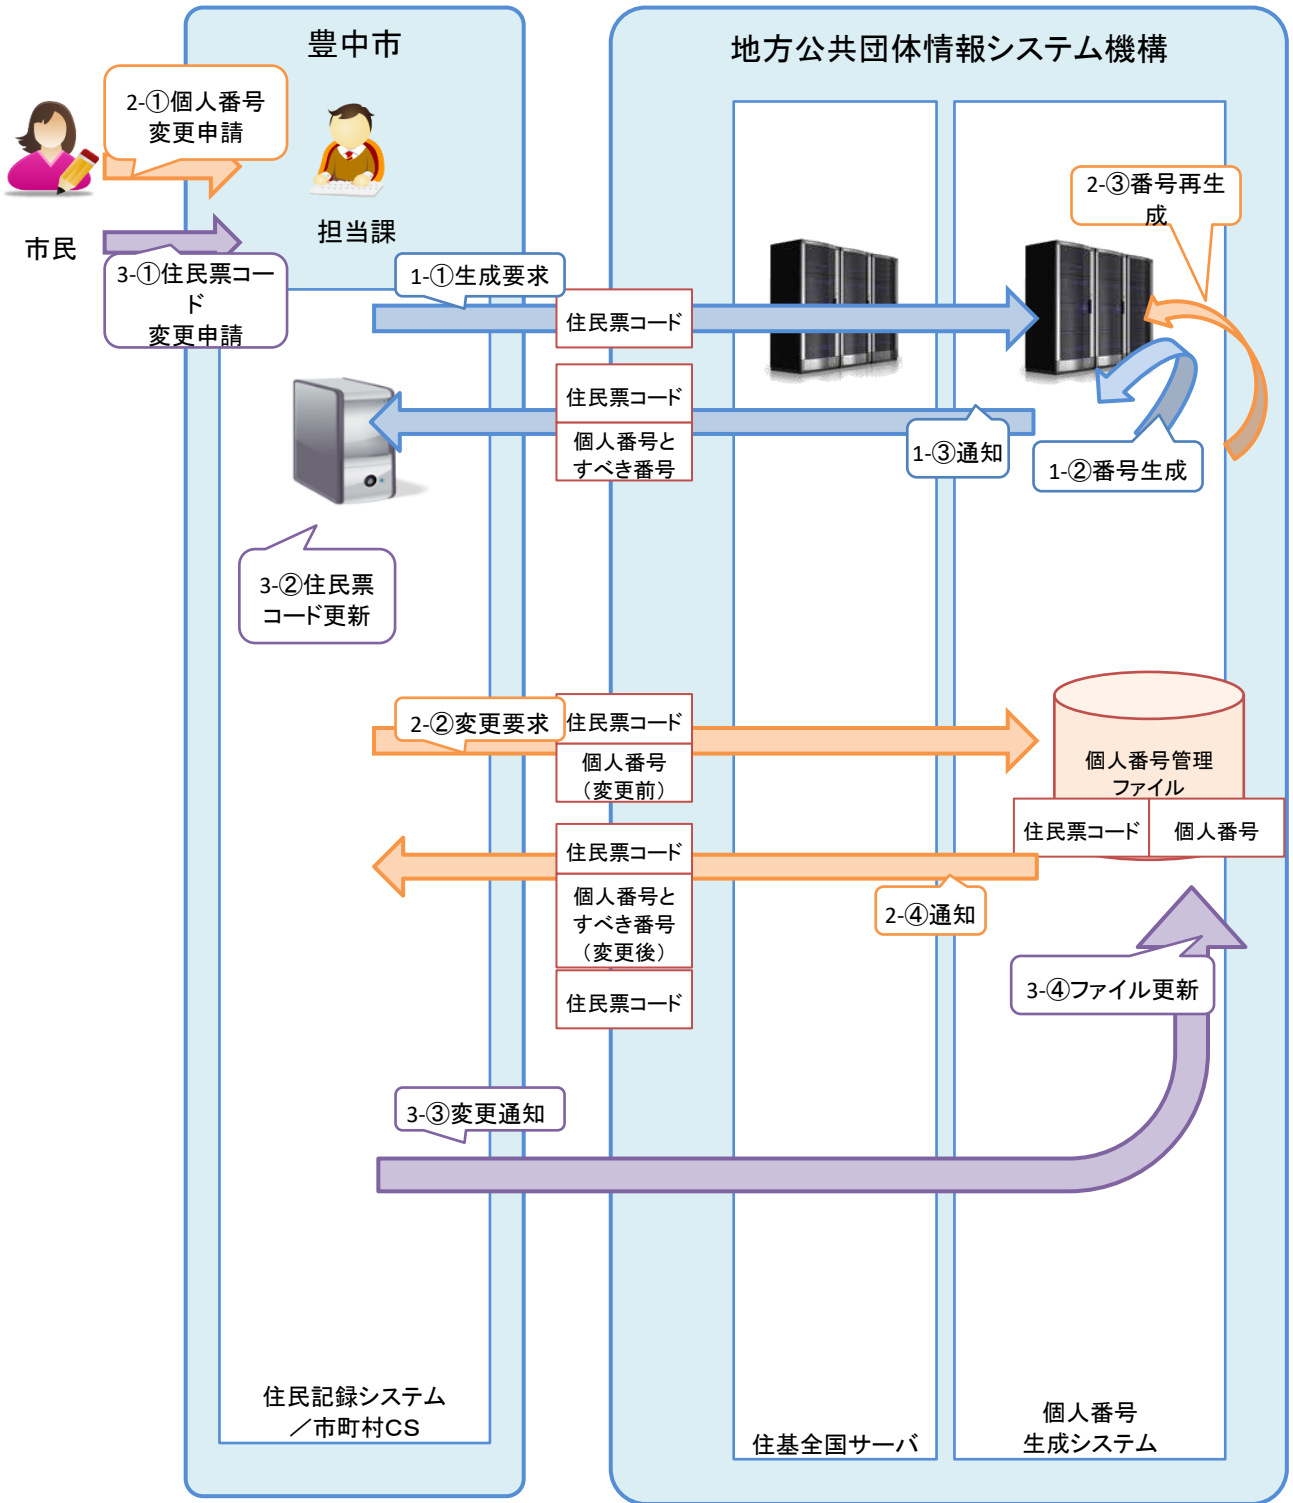 豊中市
地方公共団体情報システム機構
2-①個人番号
変更申請
市民
担当課
3-①住民票コー
ド
変更申請
1-①生成要求
住民票コード
2-③番号再生
成
住民票コード
個人番号と
すべき番号
1-③通知
1-②番号生成
3-②住民票
コード更新
2-②変更要求
住民票コード
個人番号
（変更前）
個人番号管理
ファイル
住民票コード
個人番号
住民票コード
個人番号と
すべき番号
（変更後）
2-④通知
住民票コード
3-④ファイル更新
3-③変更通知
住民記録システム
／市町村CS
住基全国サーバ
個人番号
生成システム